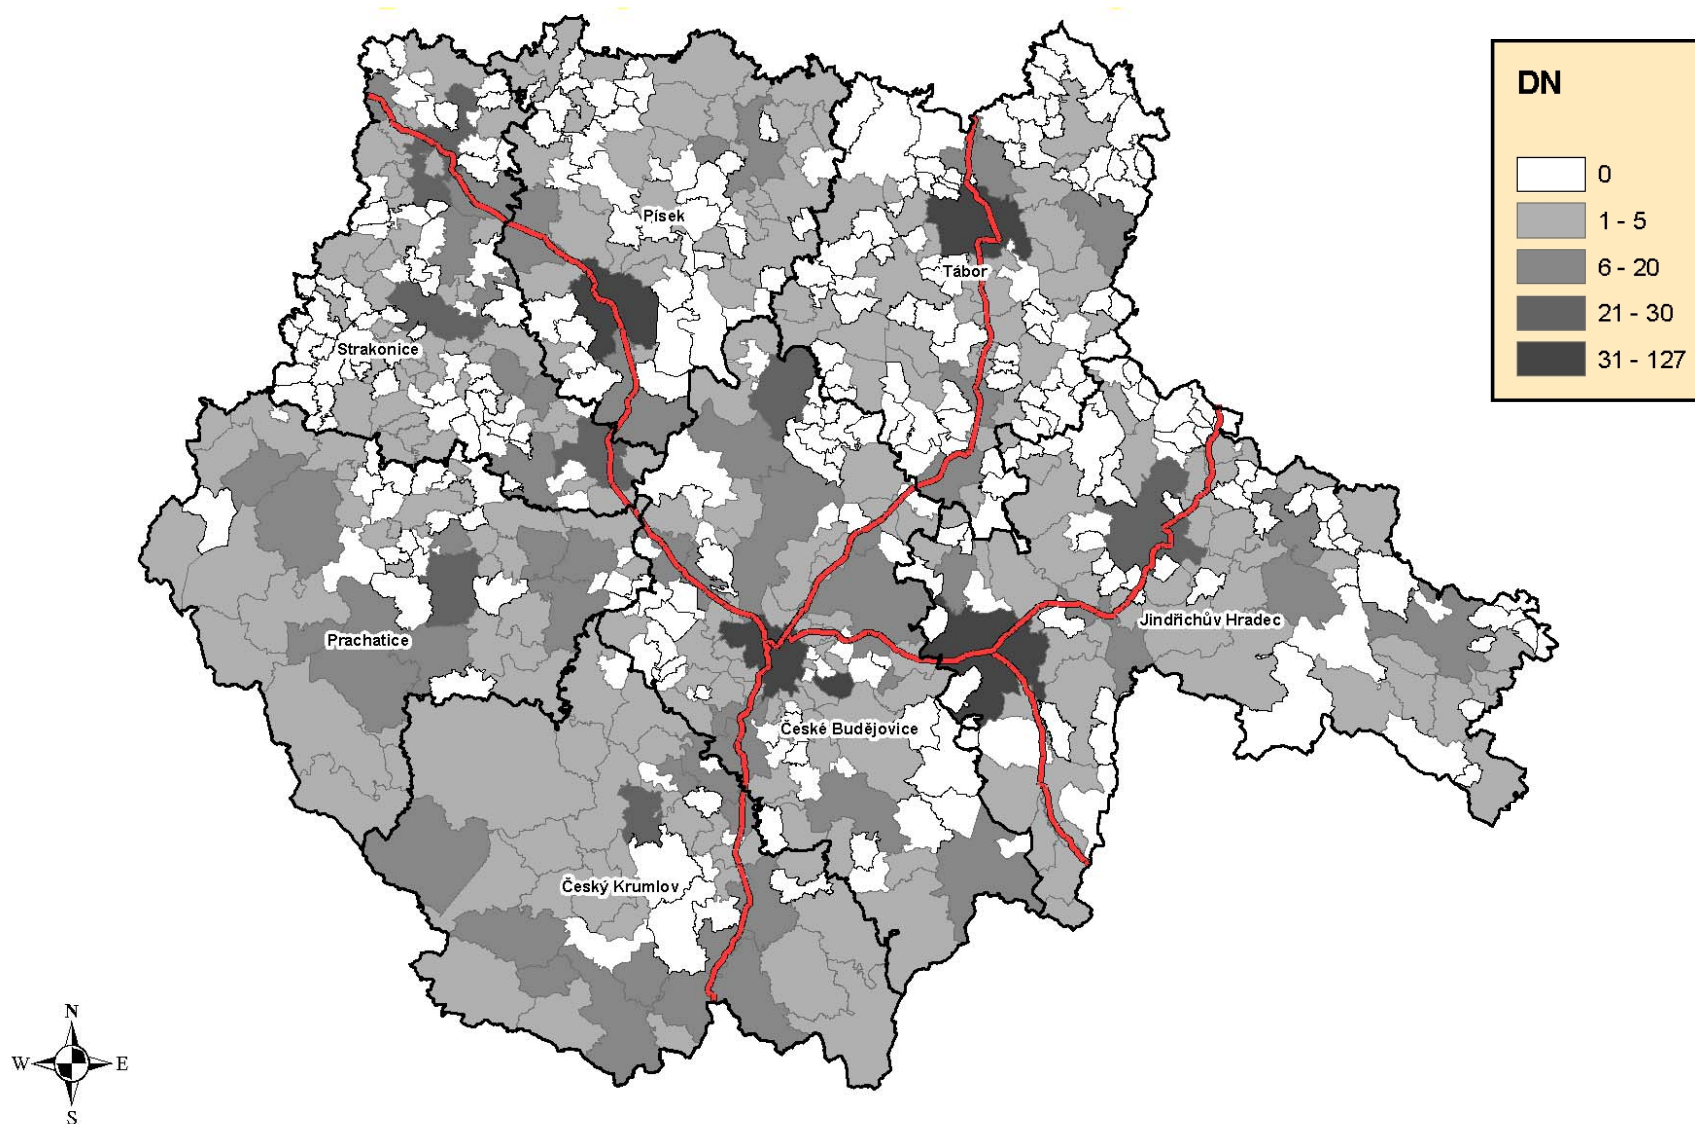 DN
0
1 - 5
6 - 20
21 - 30
31 - 127
Písek
Tábor
Strakonice
Prachatice
Jindřichův Hradec
České Budějovice
Český Krumlov
N
W
E
S